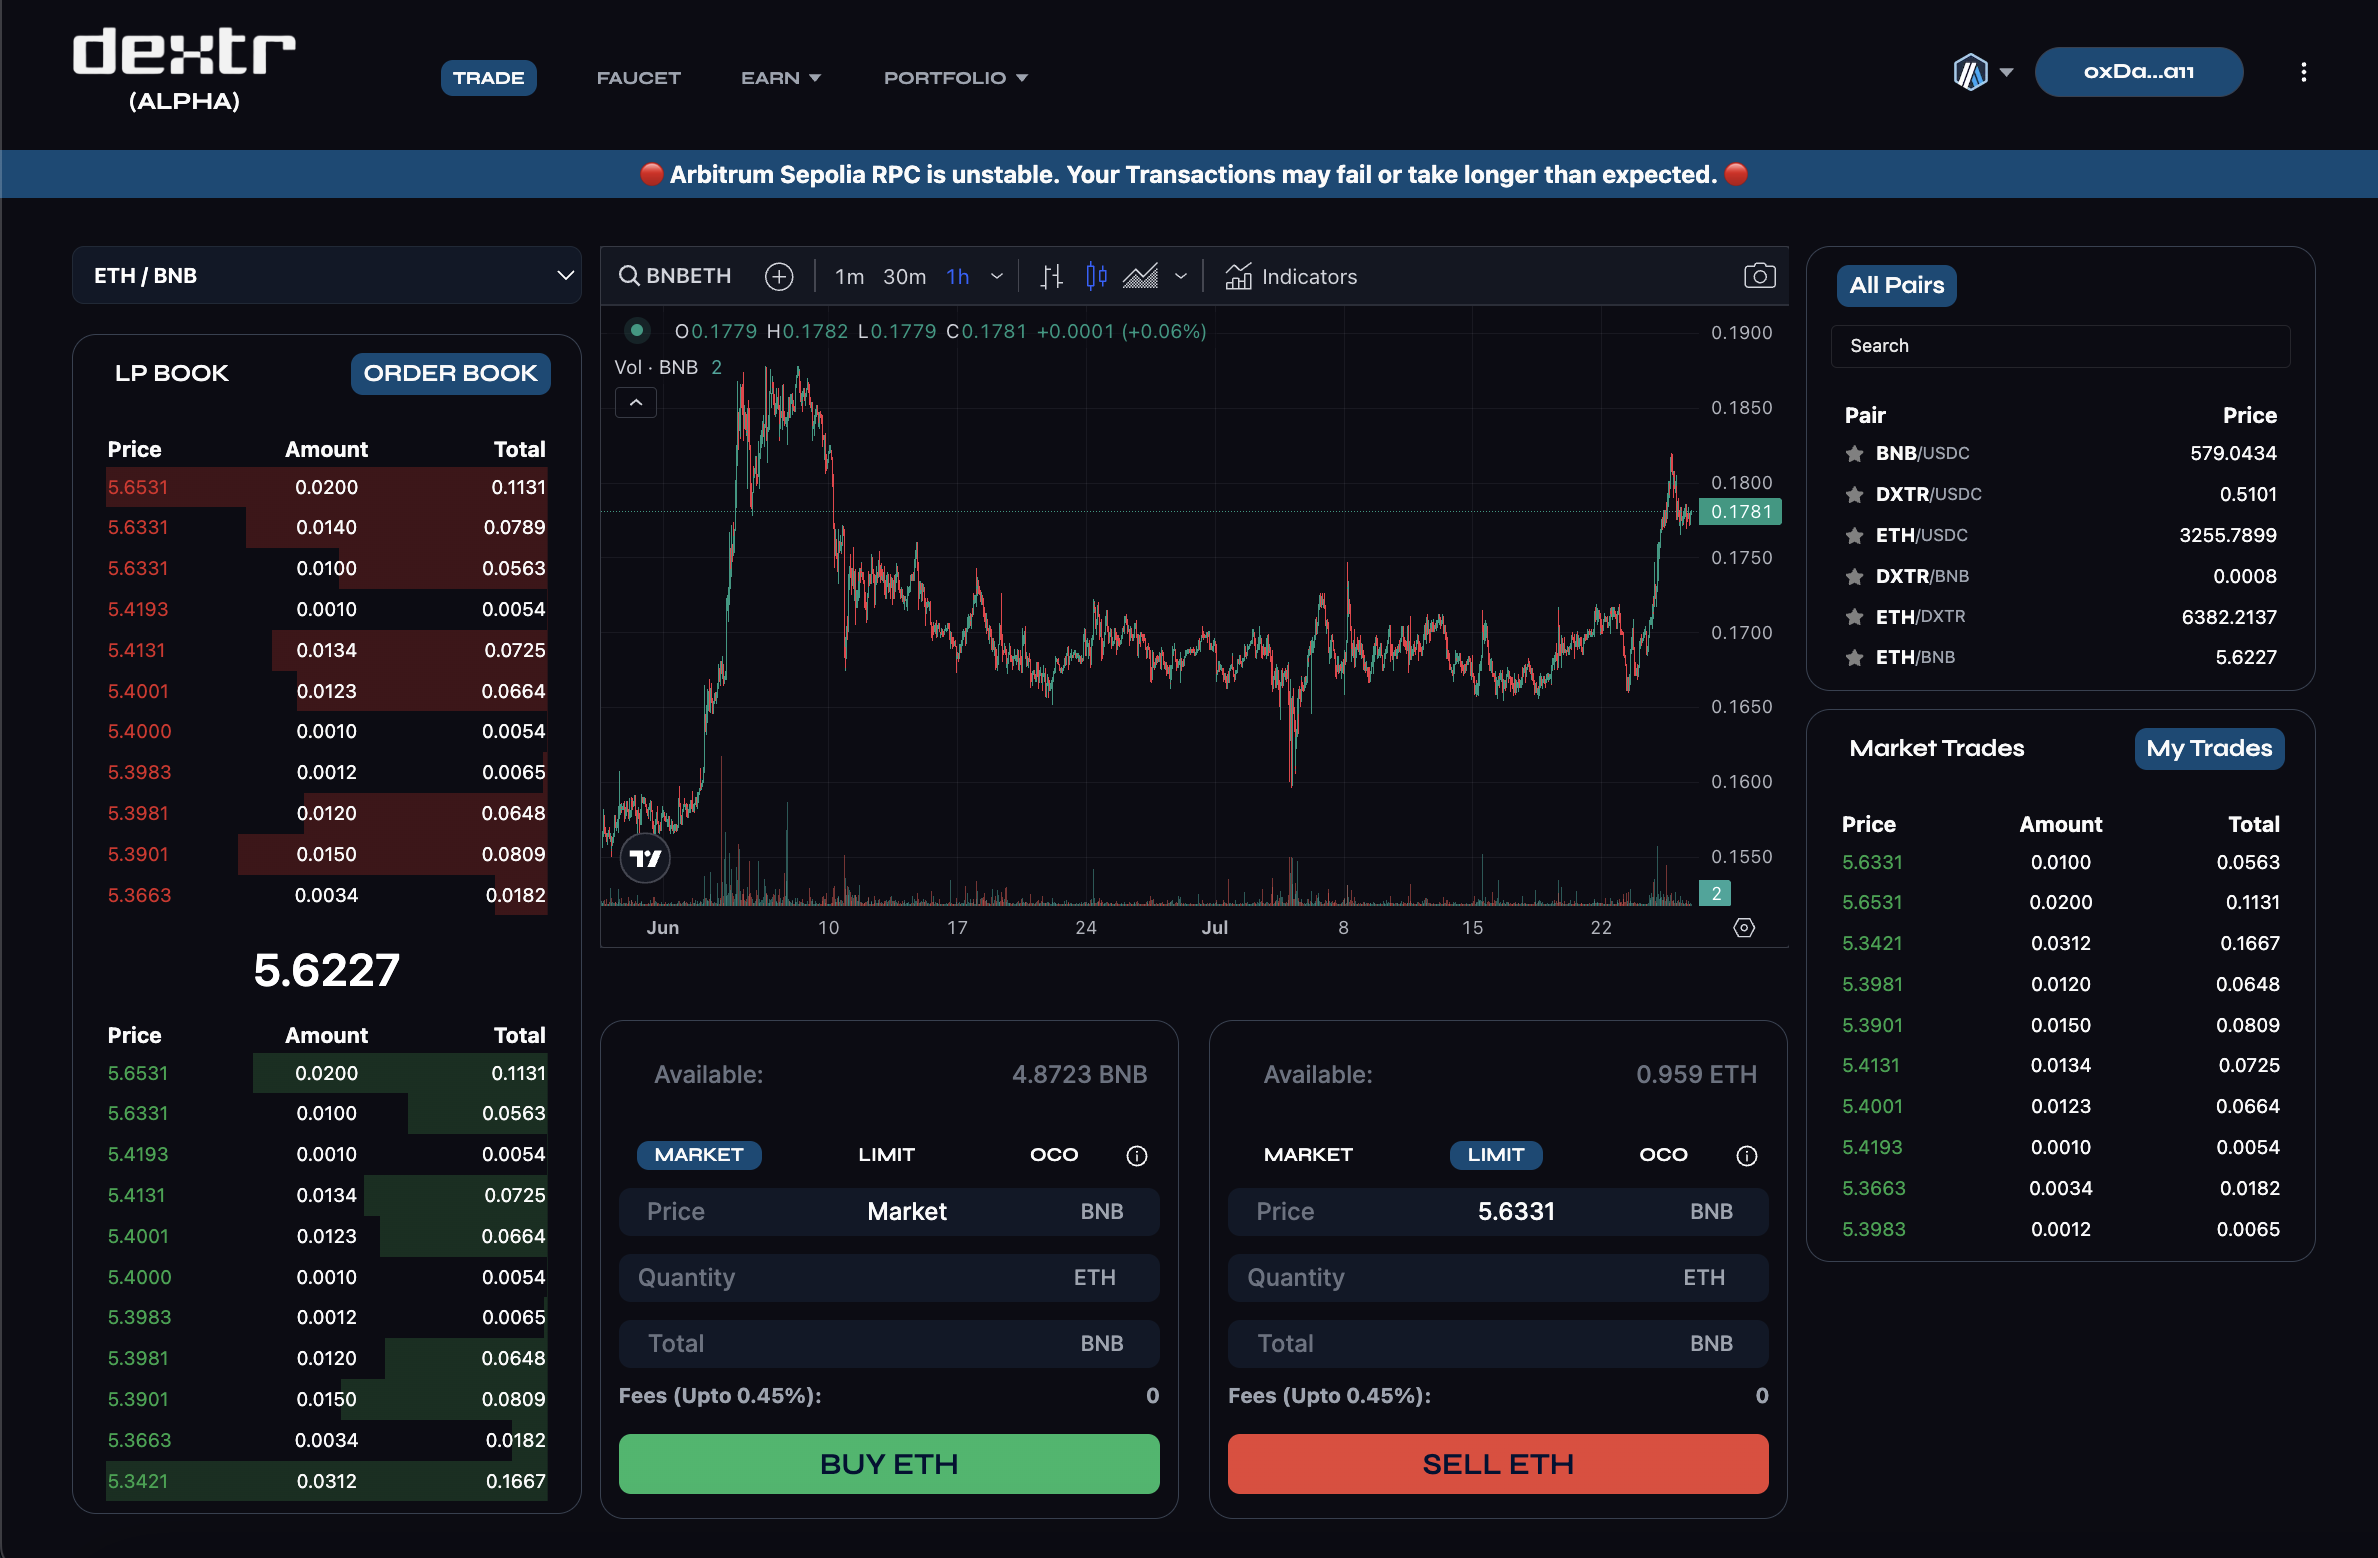 dextr
(ALPHA)
TRADE FAUCET EARN PORTFOLIO
oxDa...a11
Arbitrum Sepolia RPC is unstable. Your Transactions may fail or take longer than expected.
ETH / BNB
LP BOOK ORDER BOOK
Price Amount Total
5.6531 0.0200 0.1131
5.6331 0.0140 0.0789
5.6331 0.0100 0.0563
5.4193 0.0010 0.0054
5.4131 0.0134 0.0725
5.4001 0.0123 0.0664
5.4000 0.0010 0.0054
5.3983 0.0012 0.0065
5.3981 0.0120 0.0648
5.3901 0.0150 0.0809
5.3663 0.0034 0.0182
5.6227
Price Amount Total
5.6531 0.0200 0.1131
5.6331 0.0100 0.0563
5.4193 0.0010 0.0054
5.4131 0.0134 0.0725
5.4001 0.0123 0.0664
5.4000 0.0010 0.0054
5.3983 0.0012 0.0065
5.3981 0.0120 0.0648
5.3901 0.0150 0.0809
5.3663 0.0034 0.0182
5.3421 0.0312 0.1667
BNBETH 1m 30m 1h Indicators
O0.1779 H0.1782 L0.1779 C0.1781 +0.0001 (+0.06%)
Vol · BNB 2
0.1900
0.1850
0.1800
0.1781
0.1750
0.1700
0.1650
0.1600
0.1550
2
Jun 10 17 24 Jul 8 15 22
Available: 4.8723 BNB
MARKET LIMIT OCO
Price Market BNB
Quantity ETH
Total BNB
Fees (Upto 0.45%): 0
BUY ETH
Available: 0.959 ETH
MARKET LIMIT OCO
Price 5.6331 BNB
Quantity ETH
Total BNB
Fees (Upto 0.45%): 0
SELL ETH
All Pairs
Search
Pair Price
BNB/USDC 579.0434
DXTR/USDC 0.5101
ETH/USDC 3255.7899
DXTR/BNB 0.0008
ETH/DXTR 6382.2137
ETH/BNB 5.6227
Market Trades My Trades
Price Amount Total
5.6331 0.0100 0.0563
5.6531 0.0200 0.1131
5.3421 0.0312 0.1667
5.3981 0.0120 0.0648
5.3901 0.0150 0.0809
5.4131 0.0134 0.0725
5.4001 0.0123 0.0664
5.4193 0.0010 0.0054
5.3663 0.0034 0.0182
5.3983 0.0012 0.0065